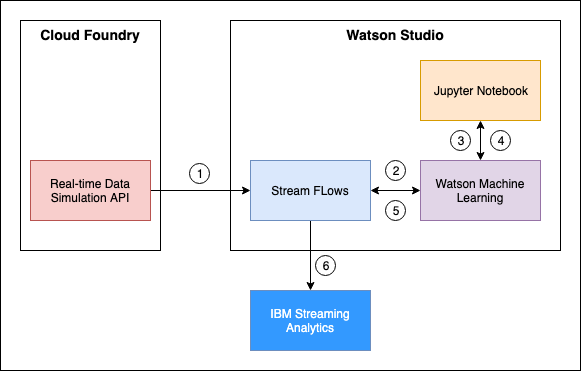 Cloud Foundry
Watson Studio
Jupyter Notebook
3
4
1
2
Real-time Data
Simulation API
Stream FLows
Watson Machine
Learning
5
6
IBM Streaming
Analytics